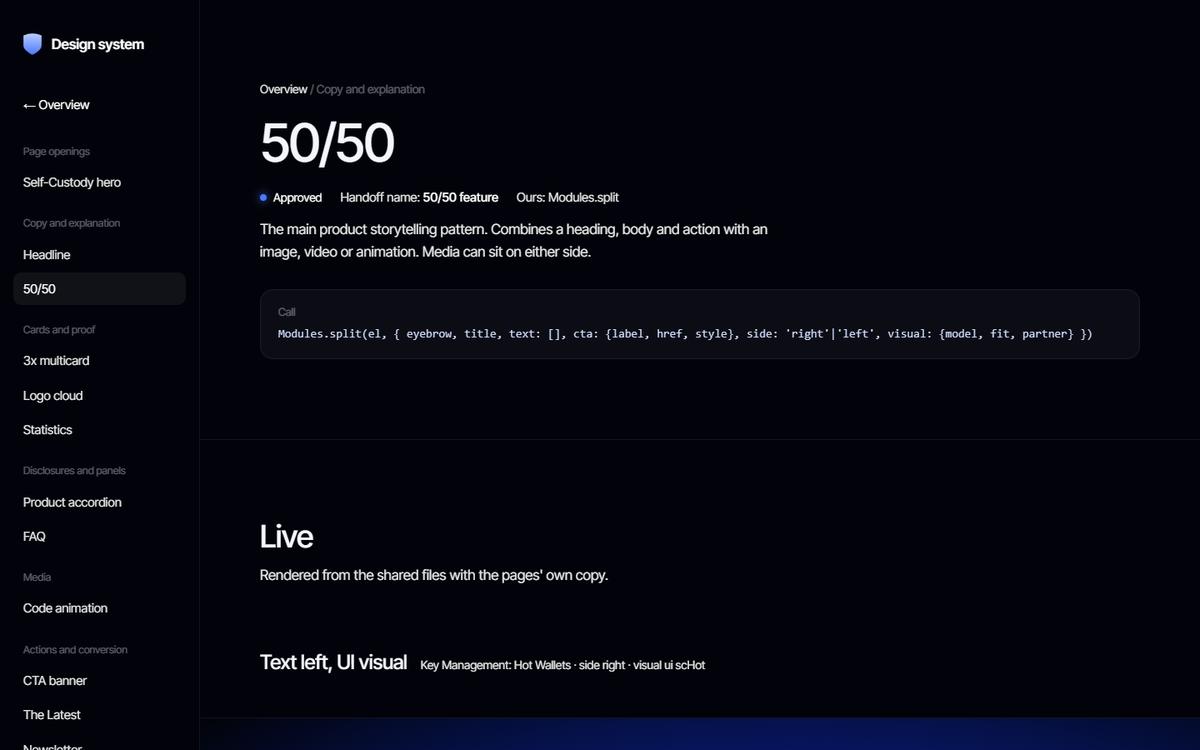 Design system
← Overview
Page openings
Self-Custody hero
Copy and explanation
Headline
50/50
Cards and proof
3x multicard
Logo cloud
Statistics
Disclosures and panels
Product accordion
FAQ
Media
Code animation
Actions and conversion
CTA banner
The Latest
Newsletter
Overview / Copy and explanation
50/50
Approved Handoff name: 50/50 feature Ours: Modules.split
The main product storytelling pattern. Combines a heading, body and action with an
image, video or animation. Media can sit on either side.
Call
Modules.split(el, { eyebrow, title, text: [], cta: {label, href, style}, side: 'right'|'left', visual: {model, fit, partner} })
Live
Rendered from the shared files with the pages' own copy.
Text left, UI visual Key Management: Hot Wallets · side right · visual ui scHot